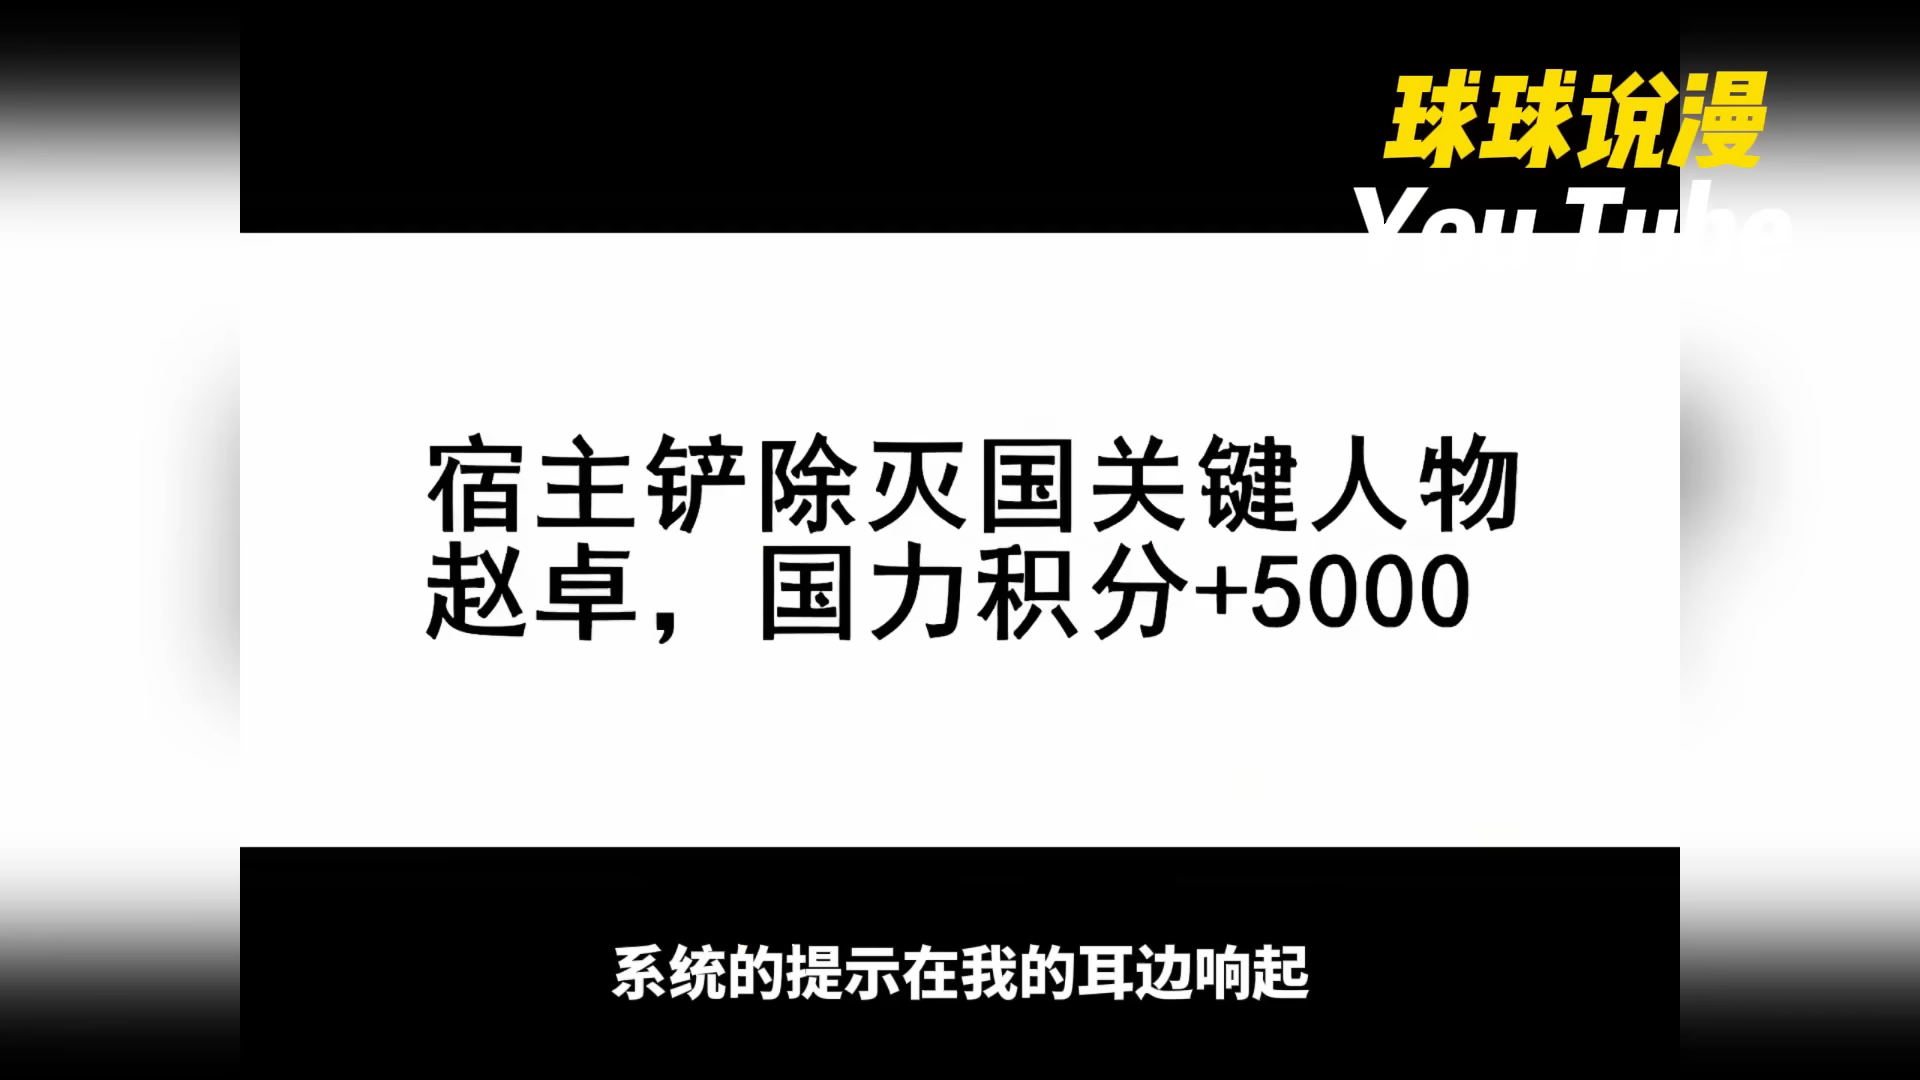 球球说漫
YouTube
宿主铲除灭国关键人物
赵卓，国力积分+5000
系统的提示在我的耳边响起